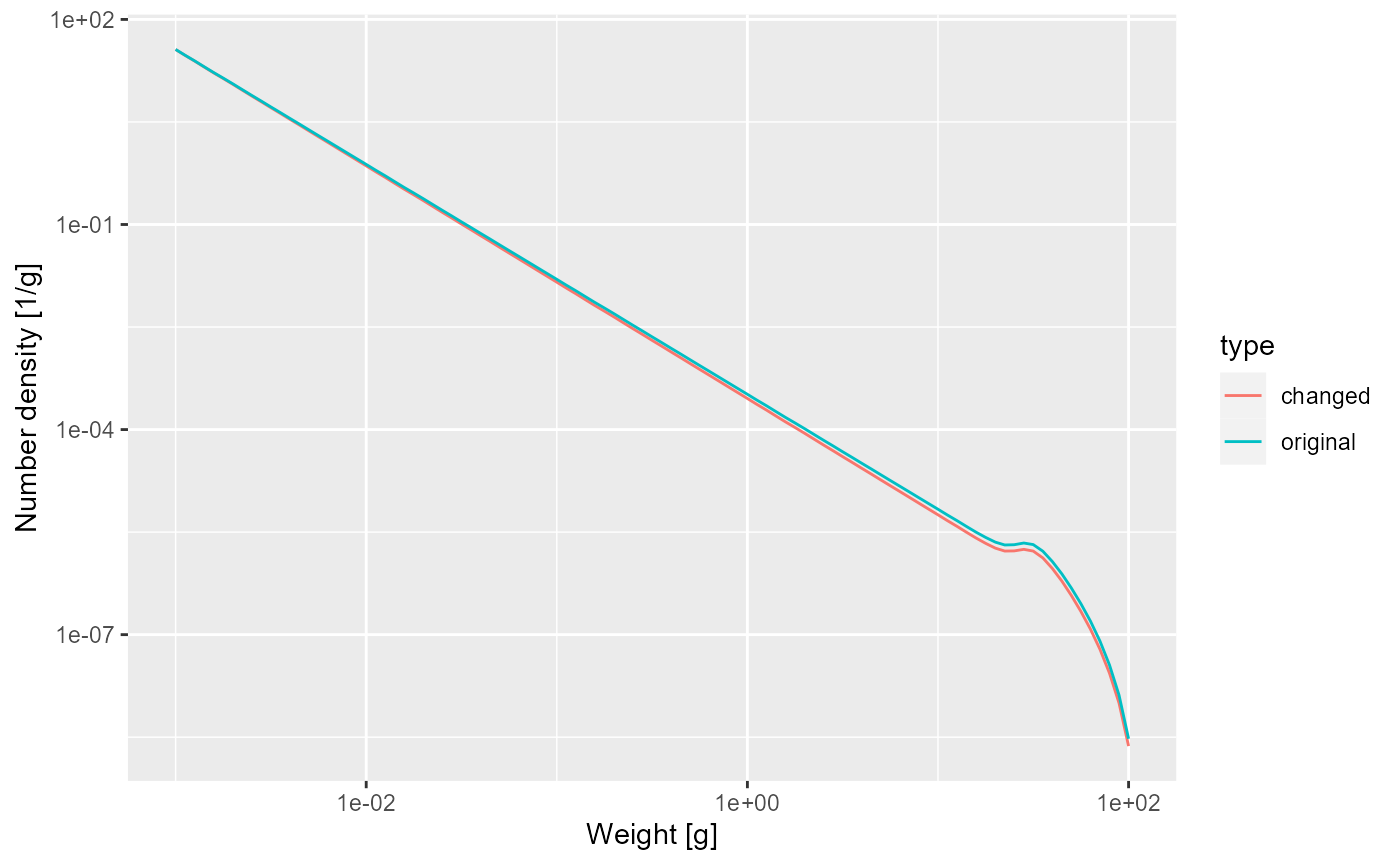 1e+02
1e-01
1e-04
1e-07
Number density [1/g]
1e-02
1e+00
1e+02
Weight [g]
type
changed
original